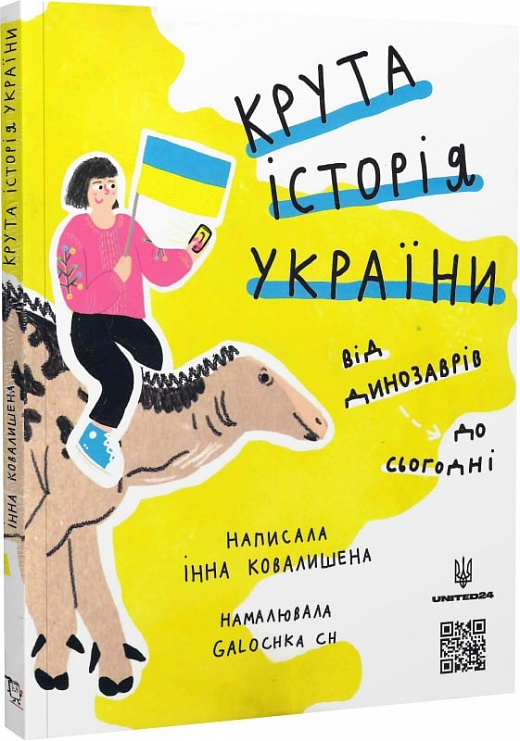 КРУТА
ІСТОРІЯ
УКРАЇНИ
ВІД
ДИНОЗАВРІВ
ДО
СЬОГОДНІ
НАПИСАЛА
ІННА КОВАЛИШЕНА
НАМАЛЮВАЛА
GALOCHKA CH
UNITED24
ІННА КОВАЛИШЕНА КРУТА ІСТОРІЯ УКРАЇНИ